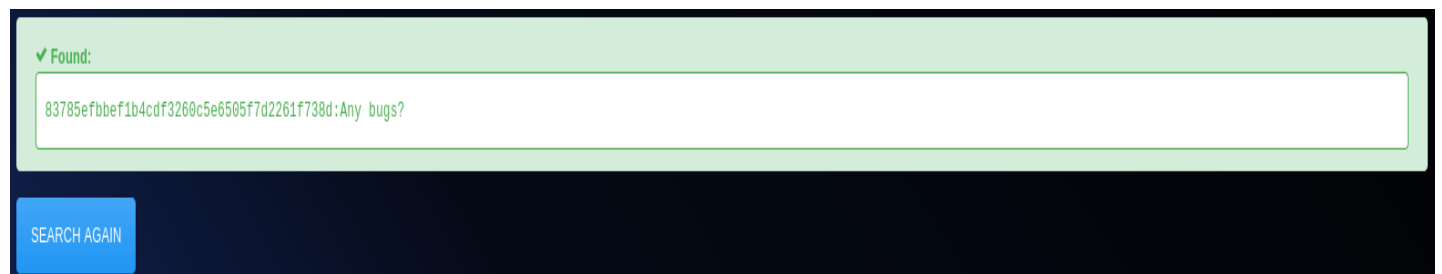 ✔ Found:
83785efbbef1b4cdf3260c5e6505f7d2261f738d:Any bugs?
SEARCH AGAIN